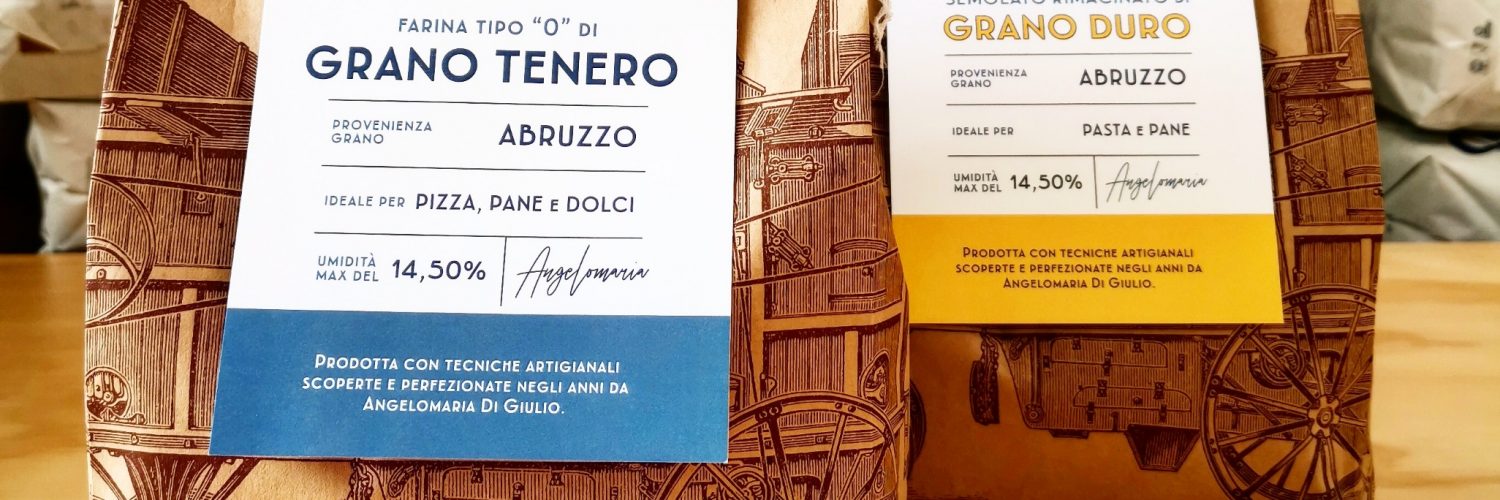 FARINA TIPO “0” DI
GRANO TENERO
PROVENIENZA
GRANO
ABRUZZO
IDEALE PER PIZZA, PANE E DOLCI
UMIDITÀ
MAX DEL
14,50%
Angelomaria
PRODOTTA CON TECNICHE ARTIGIANALI
SCOPERTE E PERFEZIONATE NEGLI ANNI DA
ANGELOMARIA DI GIULIO.
SEMOLATO RIMACINATO DI
GRANO DURO
PROVENIENZA
GRANO
ABRUZZO
IDEALE PER PASTA E PANE
UMIDITÀ
MAX DEL
14,50%
Angelomaria
PRODOTTA CON TECNICHE ARTIGIANALI
SCOPERTE E PERFEZIONATE NEGLI ANNI DA
ANGELOMARIA DI GIULIO.